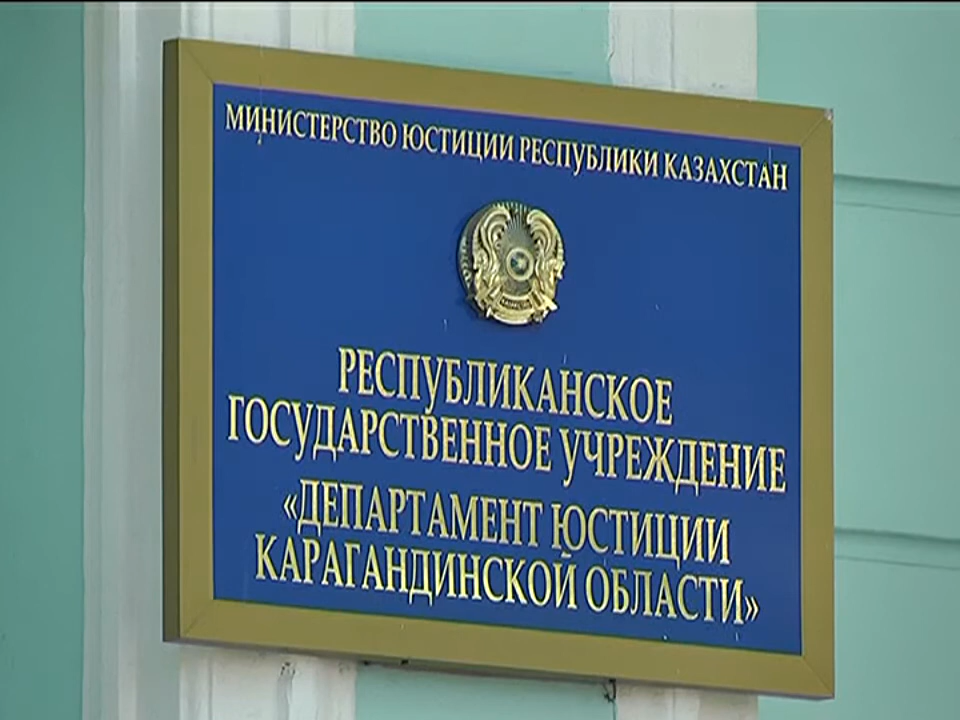 МИНИСТЕРСТВО ЮСТИЦИИ РЕСПУБЛИКИ КАЗАХСТАН
РЕСПУБЛИКАНСКОЕ
ГОСУДАРСТВЕННОЕ УЧРЕЖДЕНИЕ
«ДЕПАРТАМЕНТ ЮСТИЦИИ
КАРАГАНДИНСКОЙ ОБЛАСТИ»